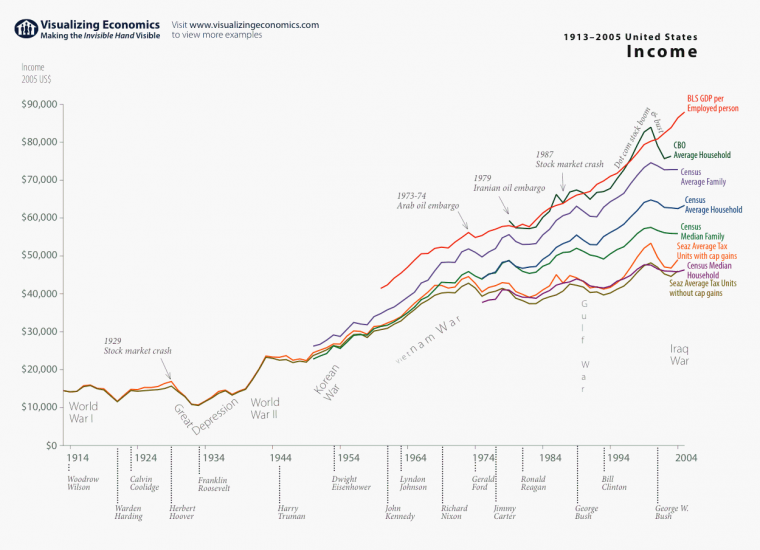 Visualizing Economics
Making the Invisible Hand Visible
Visit www.visualizingeconomics.com
to view more examples
1913–2005 United States
Income
Income
2005 US$
$90,000
$80,000
$70,000
$60,000
$50,000
$40,000
$30,000
$20,000
$10,000
$0
BLS GDP per
Employed person
Dot com stock boom
& bust
CBO
Average Household
Census
Average Family
Census
Average Household
Census
Median Family
Seaz Average Tax
Units with cap gains
Census Median
Household
Seaz Average Tax Units
without cap gains
1987
Stock market crash
1979
Iranian oil embargo
1973-74
Arab oil embargo
1929
Stock market crash
World
War I
Great Depression
World
War II
Korean
War
Vietnam War
Gulf War
Iraq
War
1914
1924
1934
1944
1954
1964
1974
1984
1994
2004
Woodrow
Wilson
Warden
Harding
Calvin
Coolidge
Herbert
Hoover
Franklin
Roosevelt
Harry
Truman
Dwight
Eisenhower
John
Kennedy
Lyndon
Johnson
Richard
Nixon
Gerald
Ford
Jimmy
Carter
Ronald
Reagan
George
Bush
Bill
Clinton
George W.
Bush